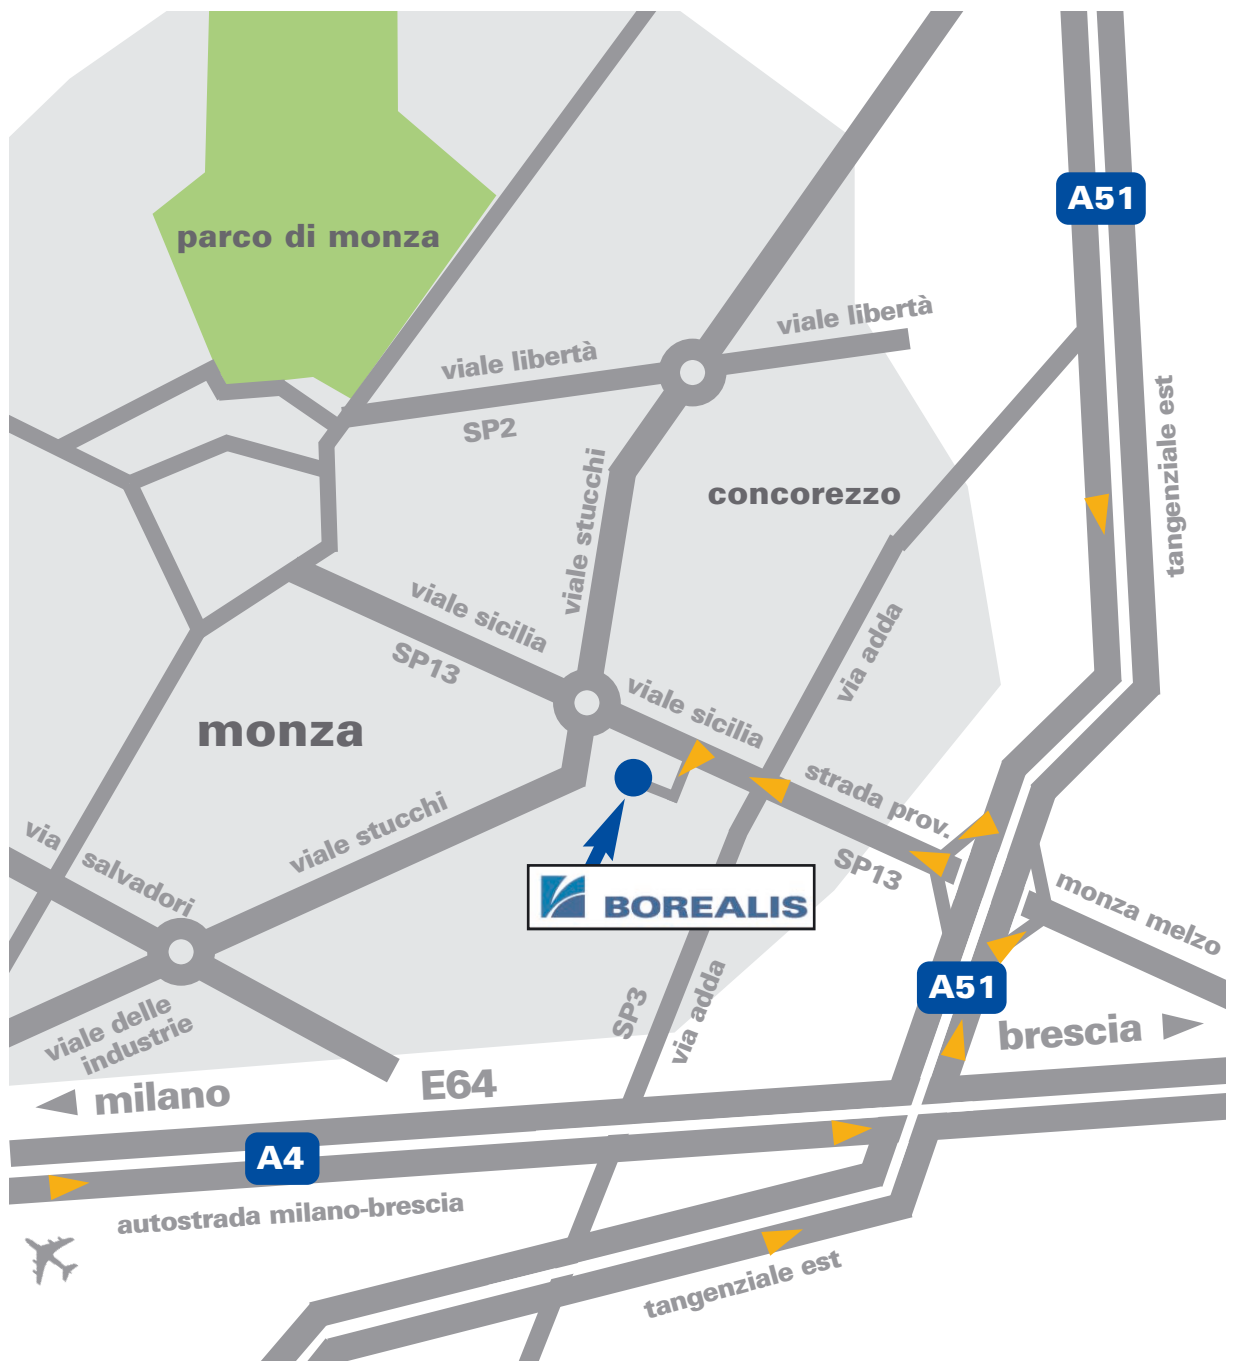 A51
parco di monza
viale libertà
viale libertà
SP2
tangenziale est
viale stucchi
concorezzo
viale sicilia
SP13
via adda
viale sicilia
monza
strada prov.
SP13
viale stucchi
via salvadori
BOREALIS
monza melzo
A51
brescia
SP3
via adda
viale delle
industrie
milano
E64
A4
autostrada milano-brescia
tangenziale est